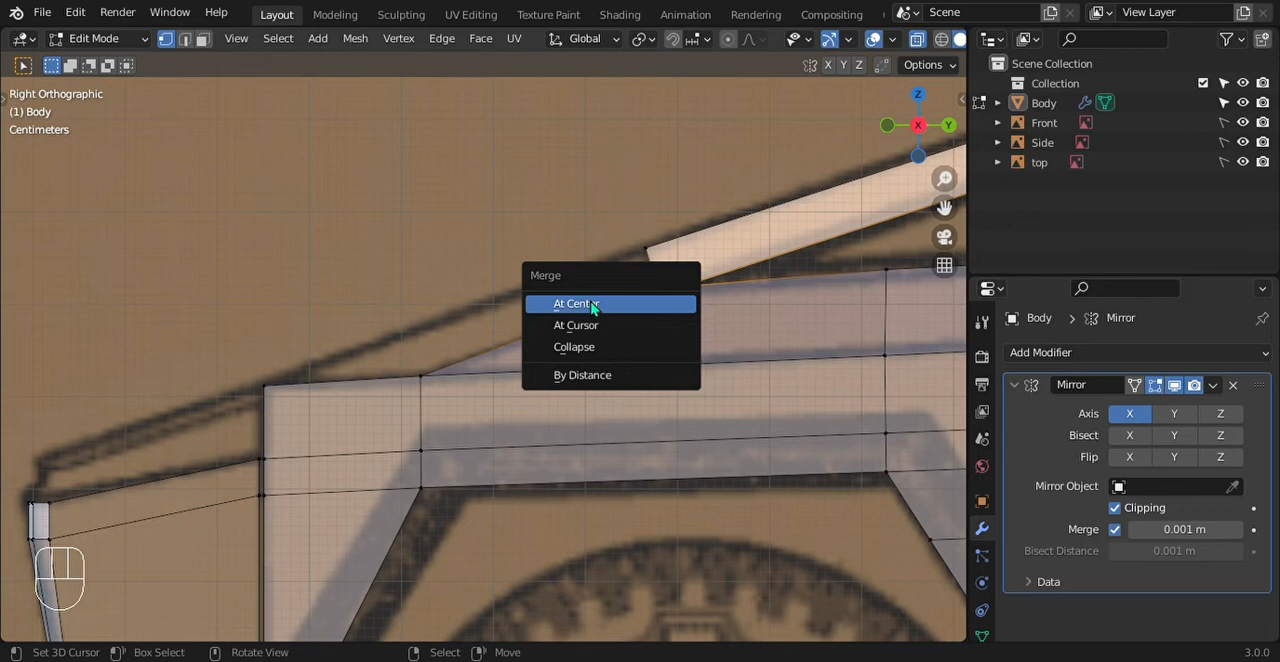 File Edit Render Window Help Layout Modeling Sculpting UV Editing Texture Paint Shading Animation Rendering Compositing Scene View Layer
Edit Mode View Select Add Mesh Vertex Edge Face UV Global
X Y Z Options
Right Orthographic
(1) Body
Centimeters
Z
X
Y
Merge
At Center
At Cursor
Collapse
By Distance
Scene Collection
Collection
Body
Front
Side
top
Body Mirror
Add Modifier
Mirror
Axis X Y Z
Bisect X Y Z
Flip X Y Z
Mirror Object
Clipping
Merge 0.001 m
Bisect Distance 0.001 m
Data
Set 3D Cursor Box Select Rotate View Select Move 3.0.0